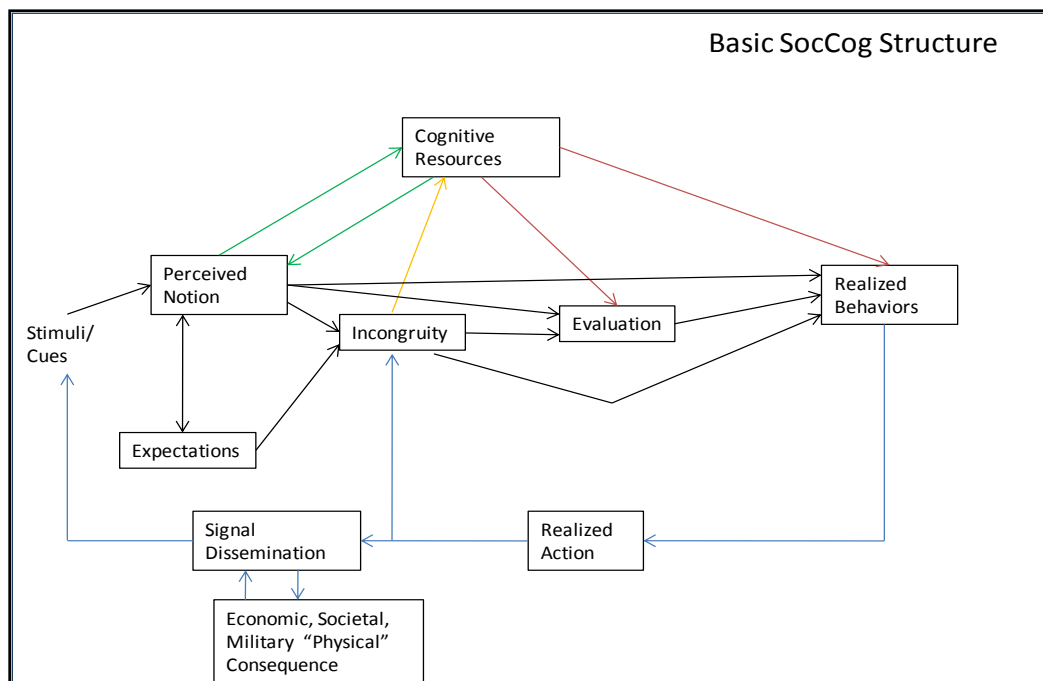 Basic SocCog Structure
Cognitive
Resources
Perceived
Notion
Realized
Behaviors
Stimuli/
Cues
Incongruity
Evaluation
Expectations
Signal
Dissemination
Realized
Action
Economic, Societal,
Military “Physical”
Consequence